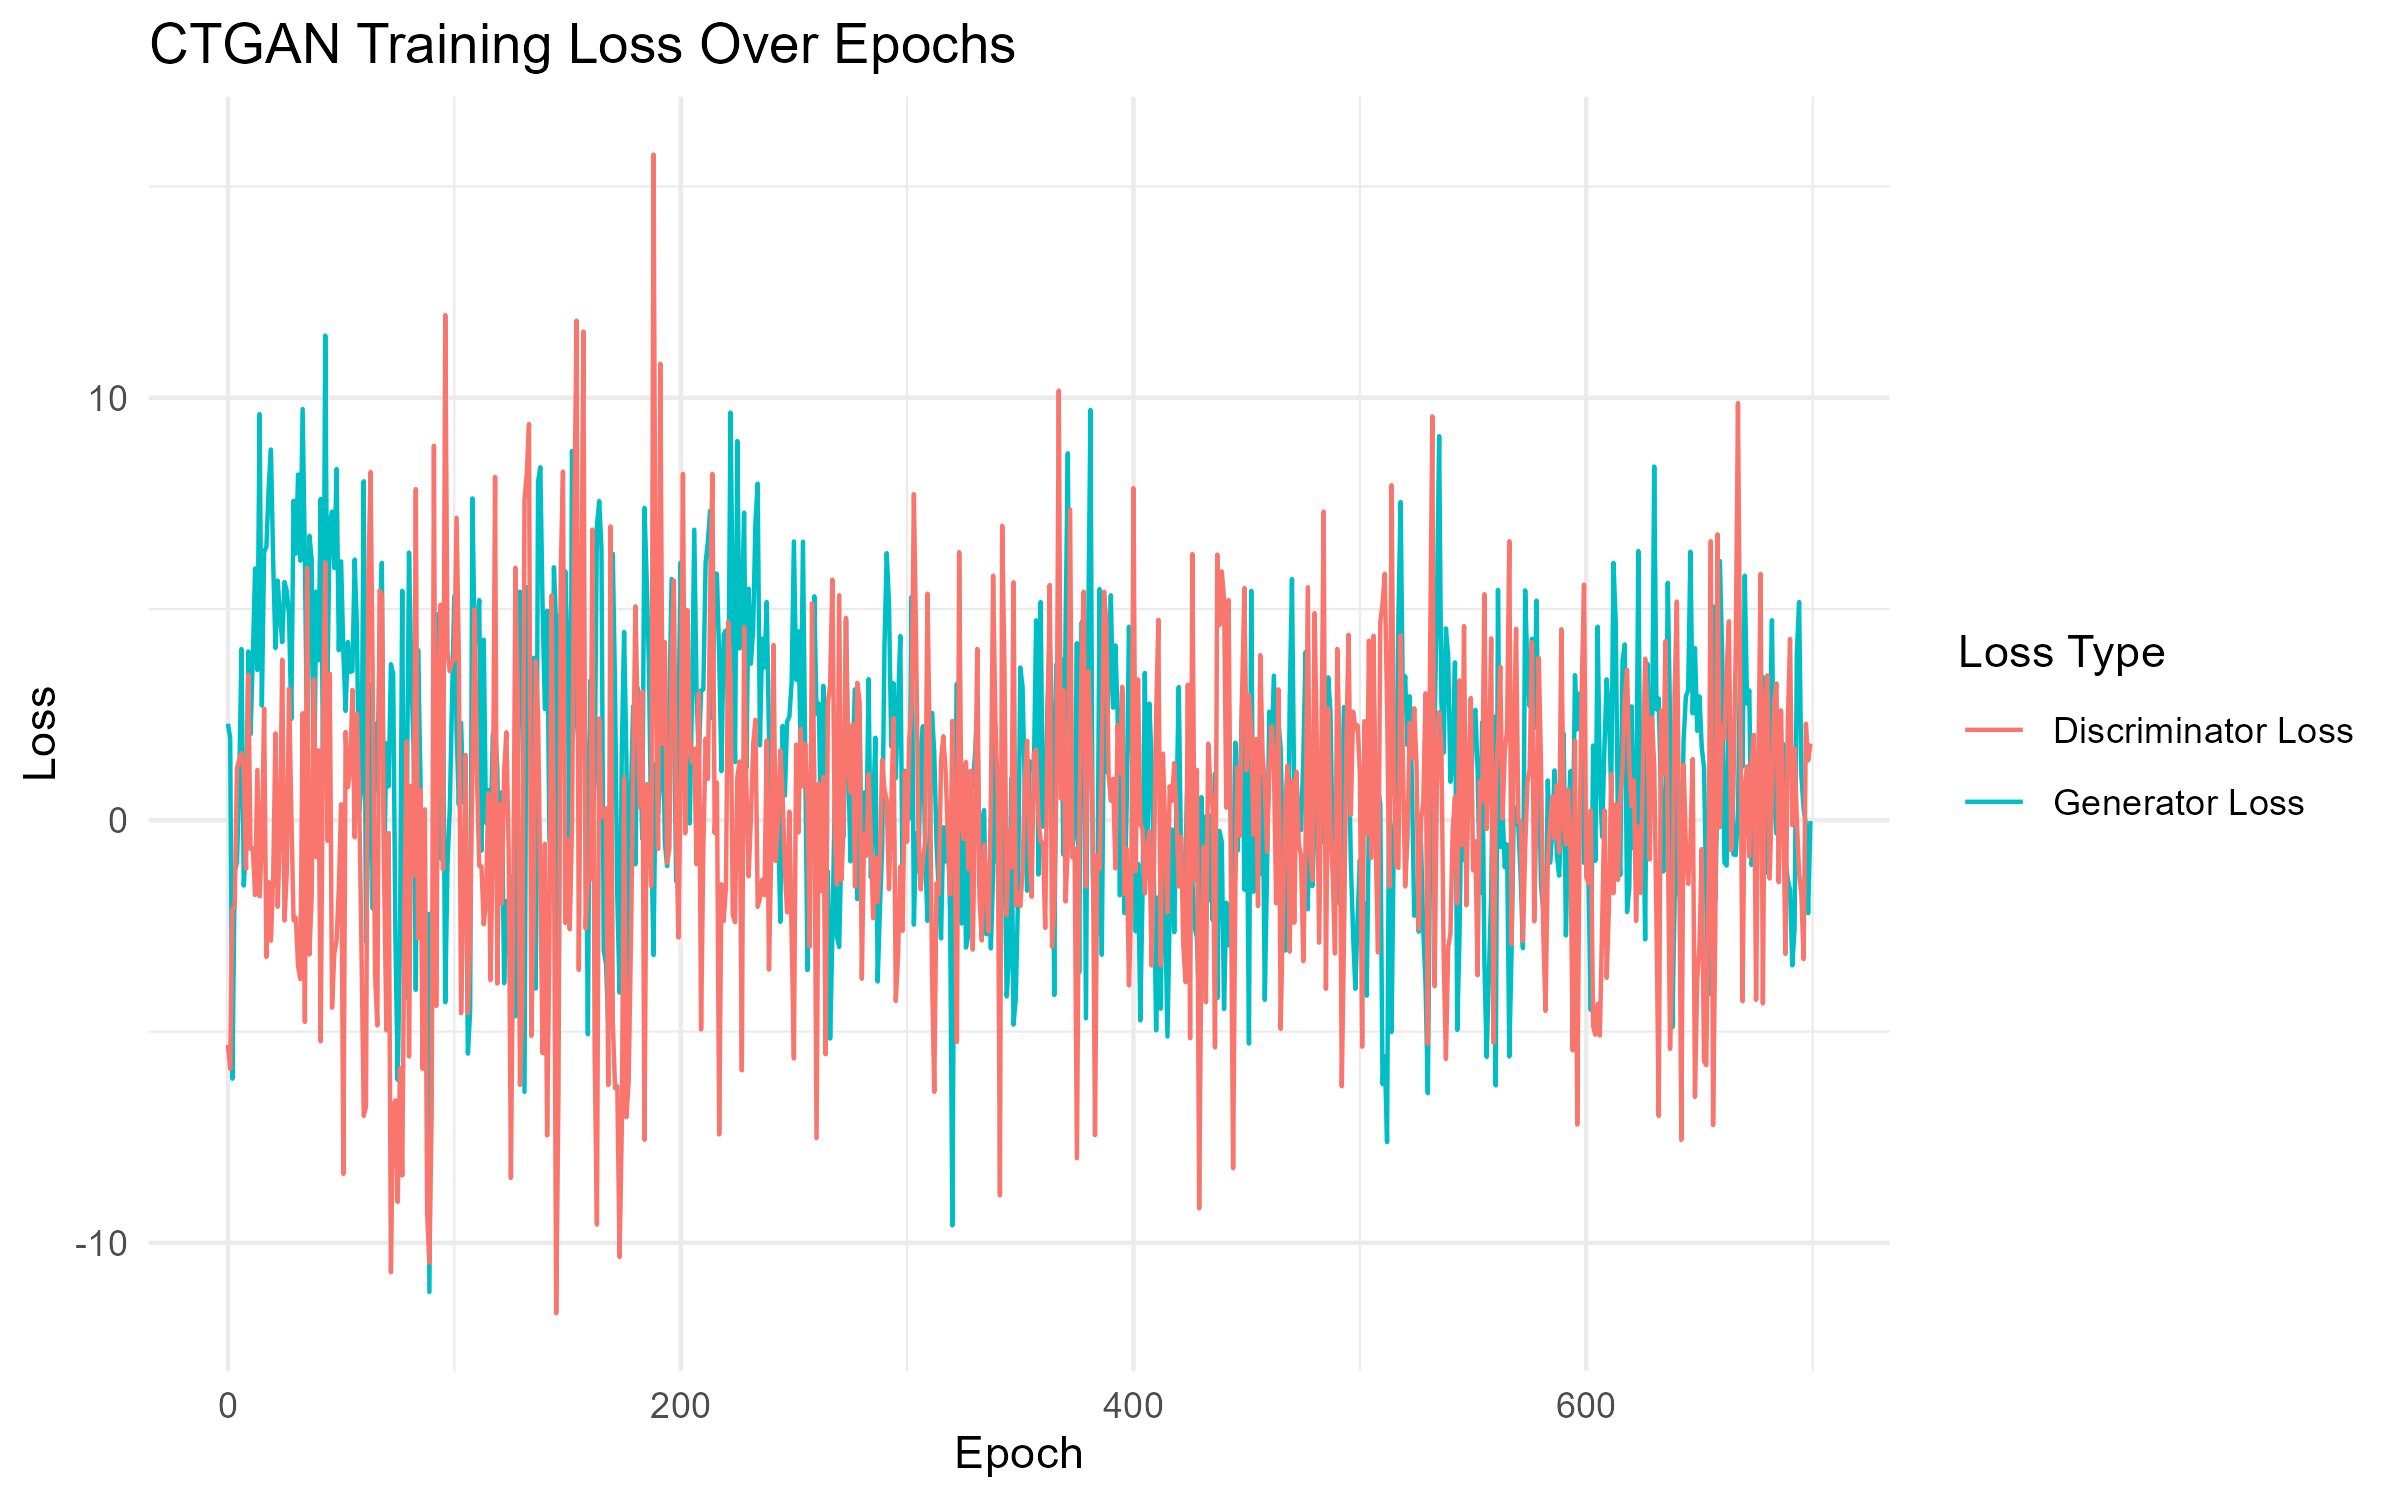 CTGAN Training Loss Over Epochs
10
0
-10
Loss
0 200 400 600
Epoch
Loss Type
Discriminator Loss
Generator Loss